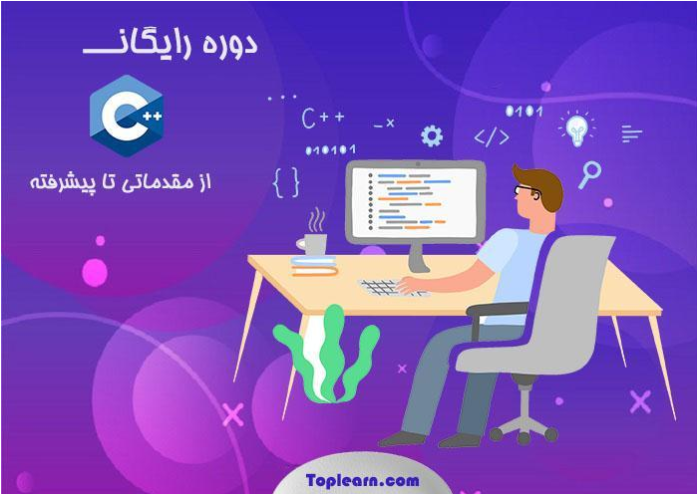 دوره رایگان
C++
از مقدماتی تا پیشرفته
...
C++
-×
010101
0101
</>
{}
Toplearn.com